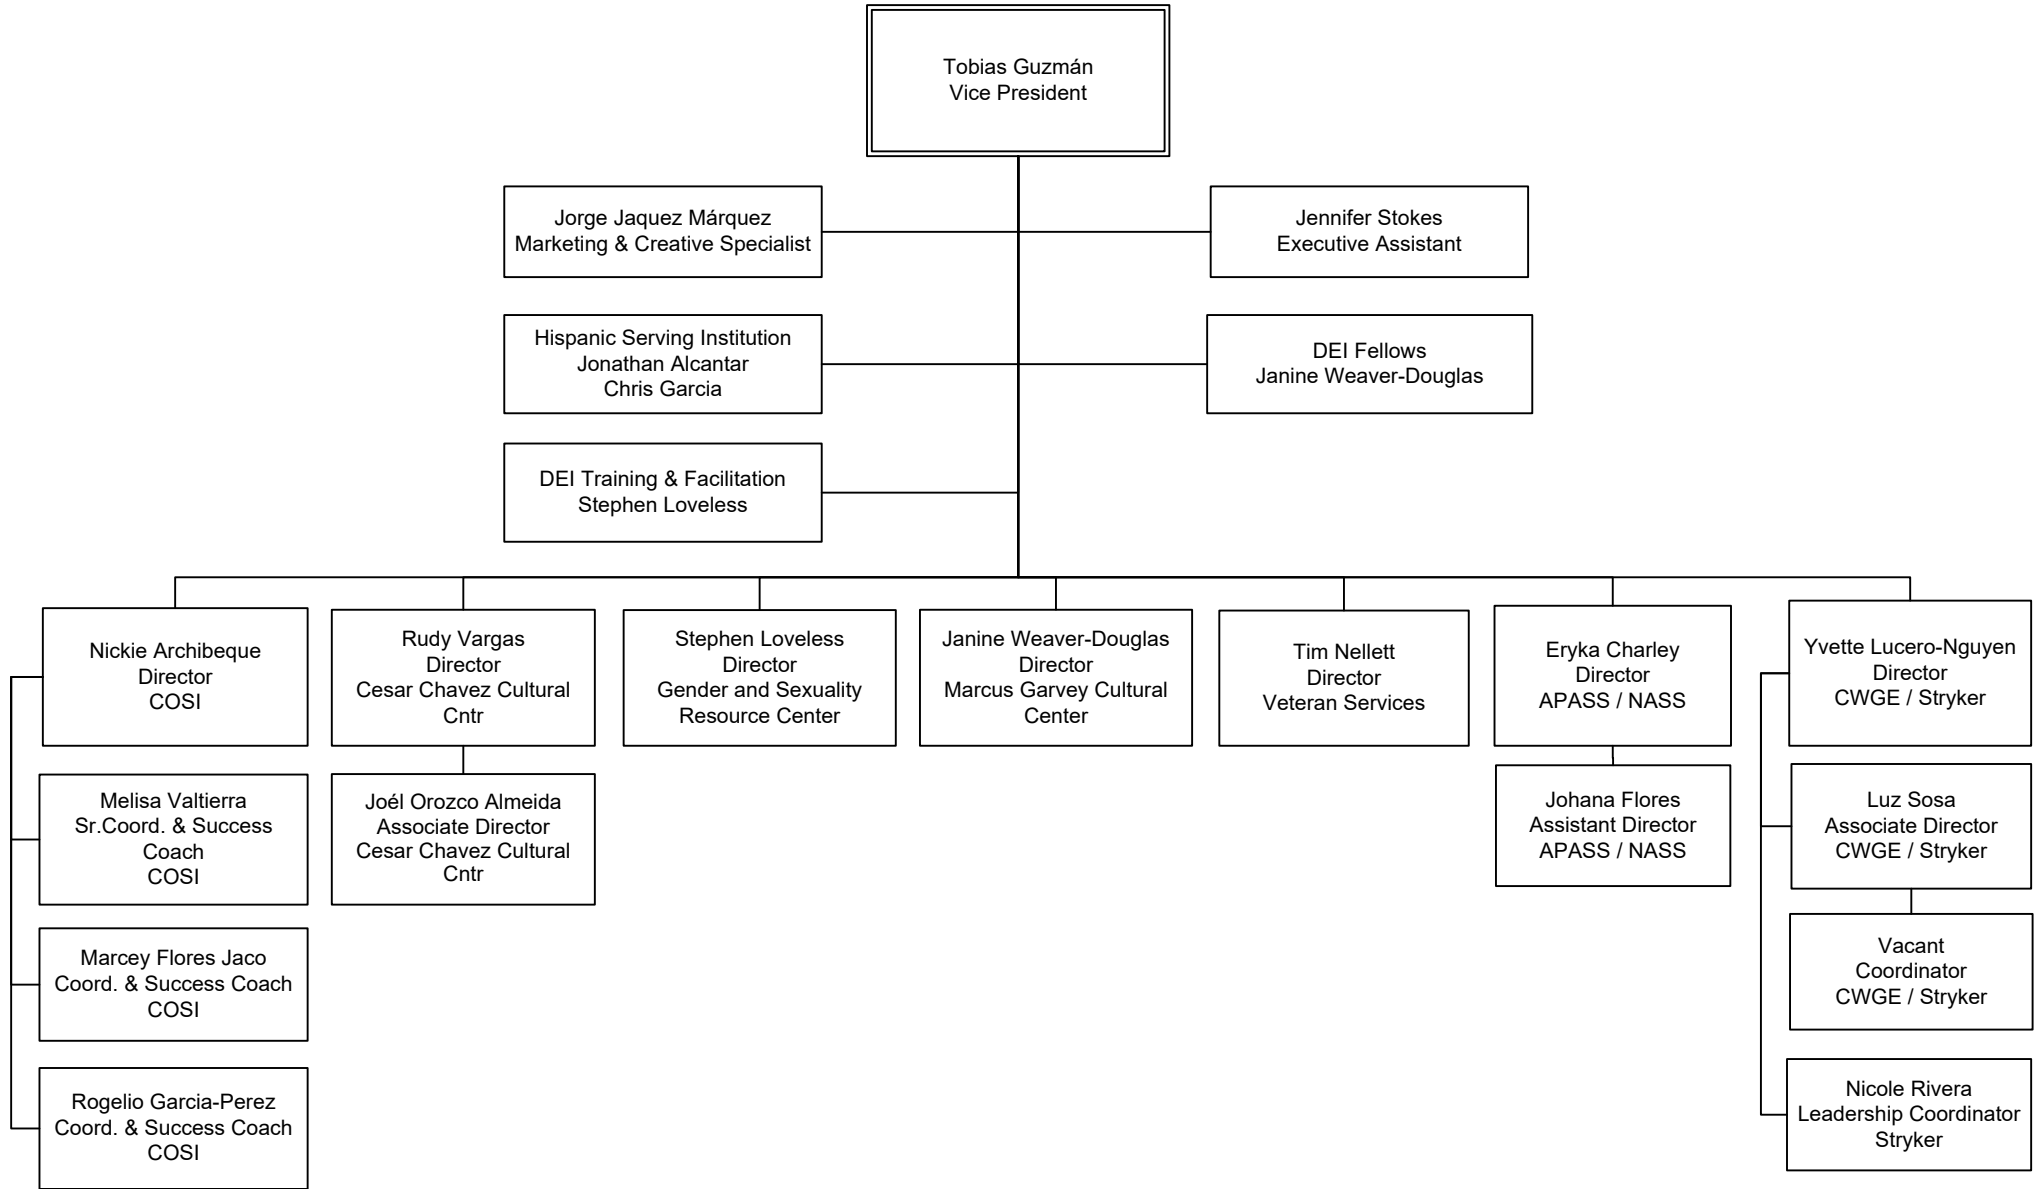 Tobias Guzmán
Vice President
Jorge Jaquez Márquez
Marketing & Creative Specialist
Jennifer Stokes
Executive Assistant
Hispanic Serving Institution
Jonathan Alcantar
Chris Garcia
DEI Fellows
Janine Weaver-Douglas
DEI Training & Facilitation
Stephen Loveless
Nickie Archibeque
Director
COSI
Rudy Vargas
Director
Cesar Chavez Cultural
Cntr
Stephen Loveless
Director
Gender and Sexuality
Resource Center
Janine Weaver-Douglas
Director
Marcus Garvey Cultural
Center
Tim Nellett
Director
Veteran Services
Eryka Charley
Director
APASS / NASS
Yvette Lucero-Nguyen
Director
CWGE / Stryker
Melisa Valtierra
Sr.Coord. & Success
Coach
COSI
Joél Orozco Almeida
Associate Director
Cesar Chavez Cultural
Cntr
Johana Flores
Assistant Director
APASS / NASS
Luz Sosa
Associate Director
CWGE / Stryker
Marcey Flores Jaco
Coord. & Success Coach
COSI
Vacant
Coordinator
CWGE / Stryker
Rogelio Garcia-Perez
Coord. & Success Coach
COSI
Nicole Rivera
Leadership Coordinator
Stryker